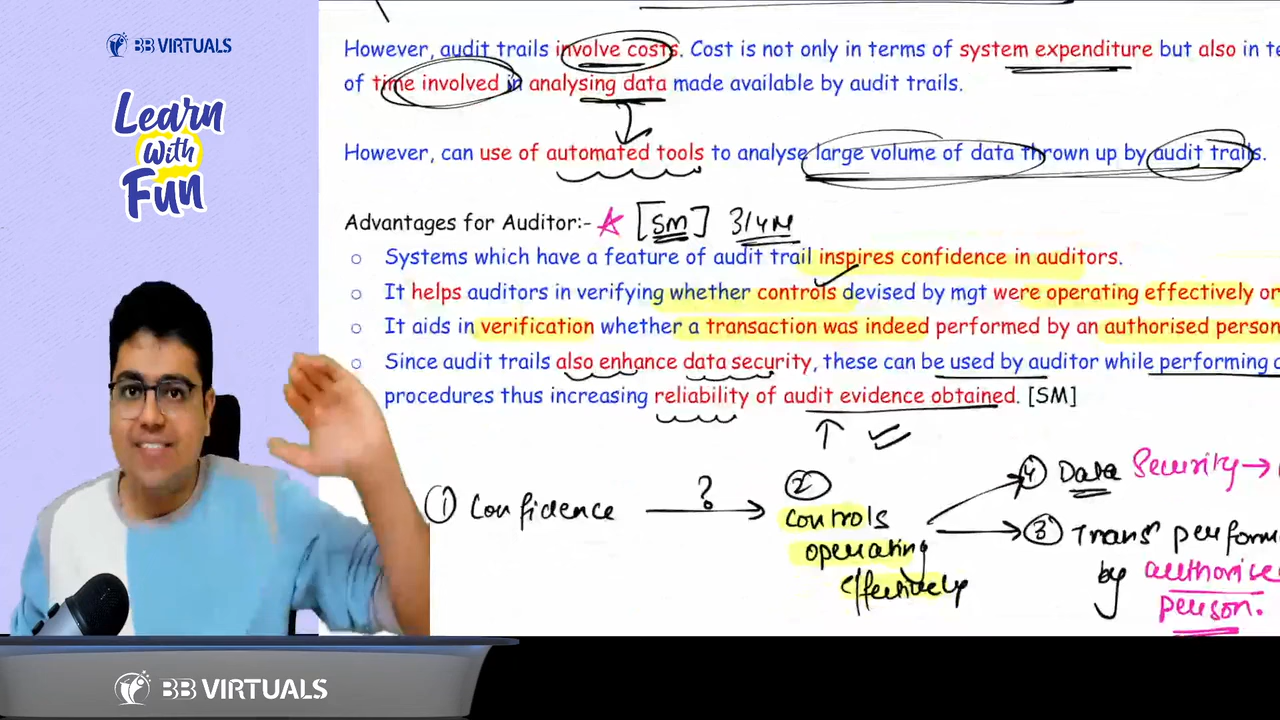 BB VIRTUALS
Learn
With
Fun
However, audit trails involve costs. Cost is not only in terms of system expenditure but also in te
of time involved in analysing data made available by audit trails.
However, can use of automated tools to analyse large volume of data thrown up by audit trails.
Advantages for Auditor:- [SM] 3/4M
Systems which have a feature of audit trail inspires confidence in auditors.
It helps auditors in verifying whether controls devised by mgt were operating effectively or
It aids in verification whether a transaction was indeed performed by an authorised person
Since audit trails also enhance data security, these can be used by auditor while performing
procedures thus increasing reliability of audit evidence obtained. [SM]
① Confidence ? ② controls operating effectively
④ Data Security →
③ Transⁿ perform
by authorise
person.
BB VIRTUALS